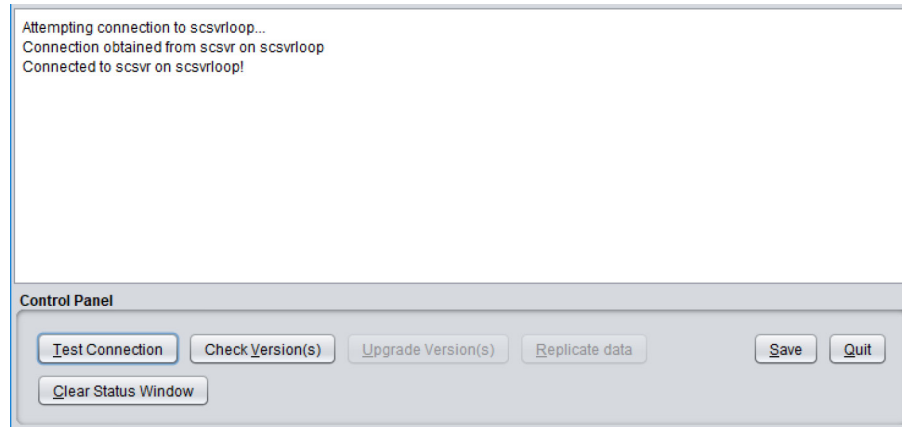 Attempting connection to scsvrloop...
Connection obtained from scsvr on scsvrloop
Connected to scsvr on scsvrloop!
Control Panel
Test Connection Check Version(s) Upgrade Version(s) Replicate data Save Quit
Clear Status Window